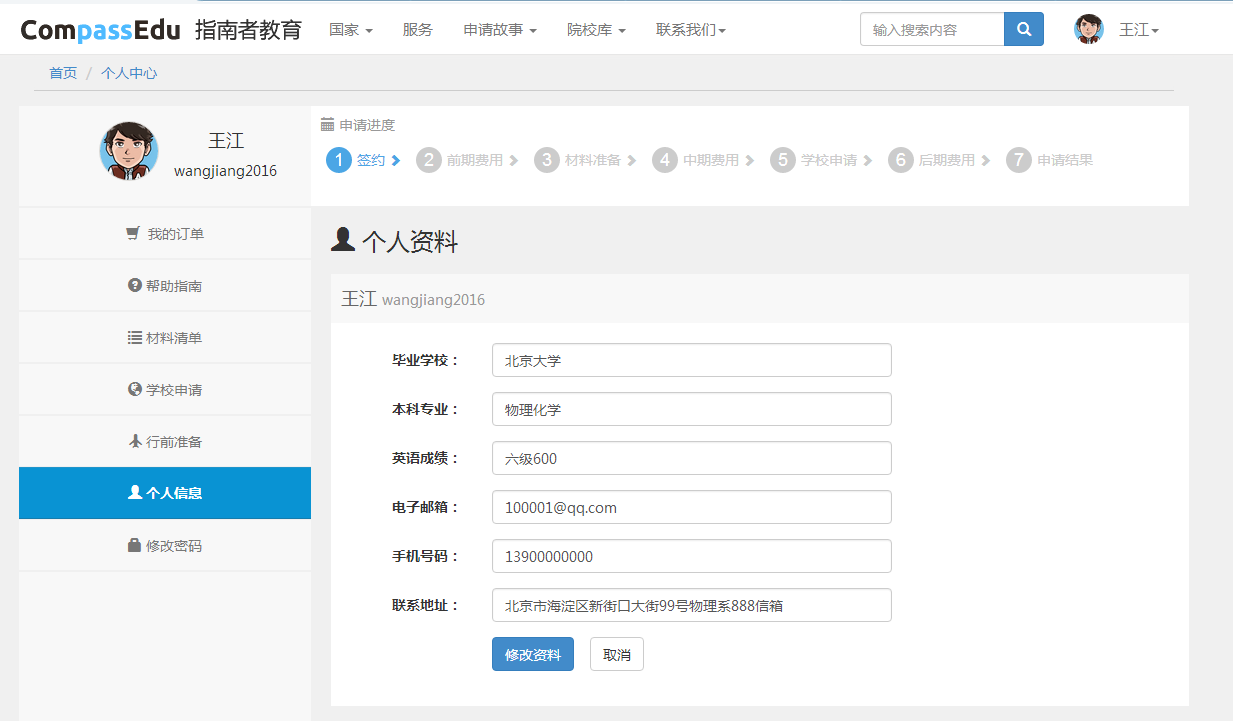 CompassEdu 指南者教育 国家 服务 申请故事 院校库 联系我们 输入搜索内容 王江
首页 / 个人中心
王江
wangjiang2016
申请进度
1 签约 2 前期费用 3 材料准备 4 中期费用 5 学校申请 6 后期费用 7 申请结果
我的订单
帮助指南
材料清单
学校申请
行前准备
个人信息
修改密码
个人资料
王江 wangjiang2016
毕业学校： 北京大学
本科专业： 物理化学
英语成绩： 六级600
电子邮箱： 100001@qq.com
手机号码： 13900000000
联系地址： 北京市海淀区新街口大街99号物理系888信箱
修改资料 取消